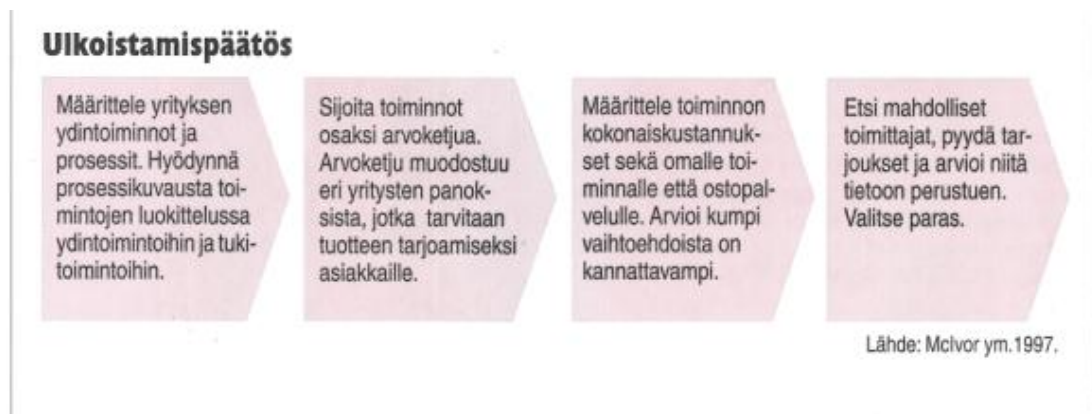 Ulkoistamispäätös
Määrittele yrityksen
ydintoiminnot ja
prosessit. Hyödynnä
prosessikuvausta toi-
mintojen luokittelussa
ydintoimintoihin ja tuki-
toimintoihin.
Sijoita toiminnot
osaksi arvoketjua.
Arvoketju muodostuu
eri yritysten panok-
sista, jotka tarvitaan
tuotteen tarjoamiseksi
asiakkaille.
Määrittele toiminnon
kokonaiskustannuk-
set sekä omalle toi-
minnalle että ostopal-
velulle. Arvioi kumpi
vaihtoehdoista on
kannattavampi.
Etsi mahdolliset
toimittajat, pyydä tar-
joukset ja arvioi niitä
tietoon perustuen.
Valitse paras.
Lähde: McIvor ym.1997.